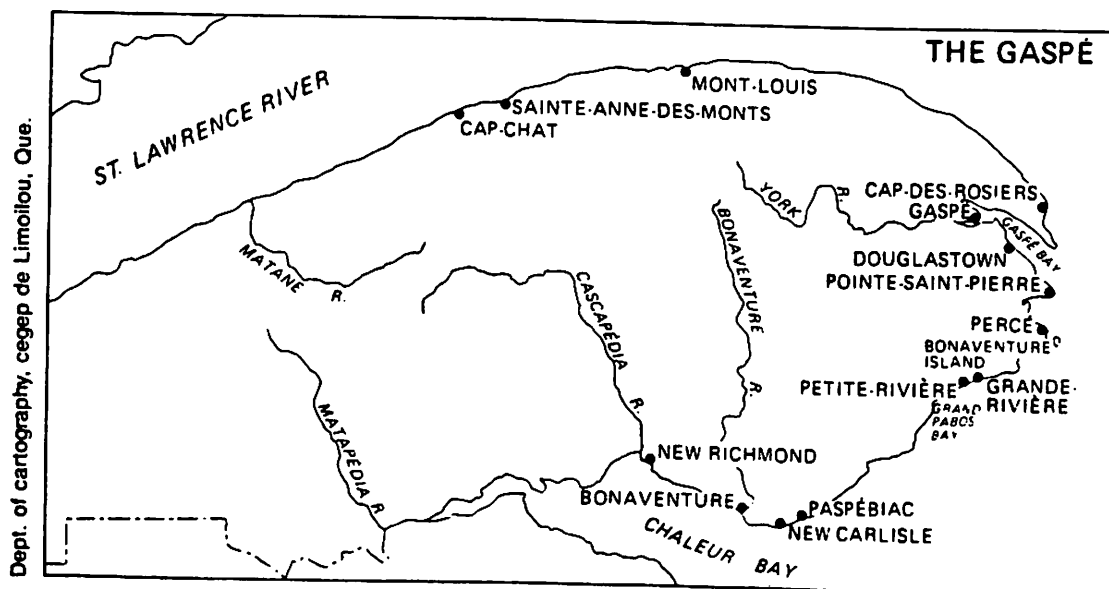 THE GASPÉ
ST. LAWRENCE RIVER
MONT-LOUIS
SAINTE-ANNE-DES-MONTS
CAP-CHAT
YORK R.
CAP-DES-ROSIERS
GASPÉ
GASPÉ BAY
BONAVENTURE R.
MATANE R.
DOUGLASTOWN
POINTE-SAINT-PIERRE
CASCAPÉDIA R.
PERCÉ
BONAVENTURE
ISLAND
PETITE-RIVIÈRE
GRANDE-
RIVIÈRE
GRAND
PABOS
BAY
MATAPÉDIA R.
NEW RICHMOND
BONAVENTURE
PASPÉBIAC
NEW CARLISLE
CHALEUR BAY
Dept. of cartography, cegep de Limoilou, Que.